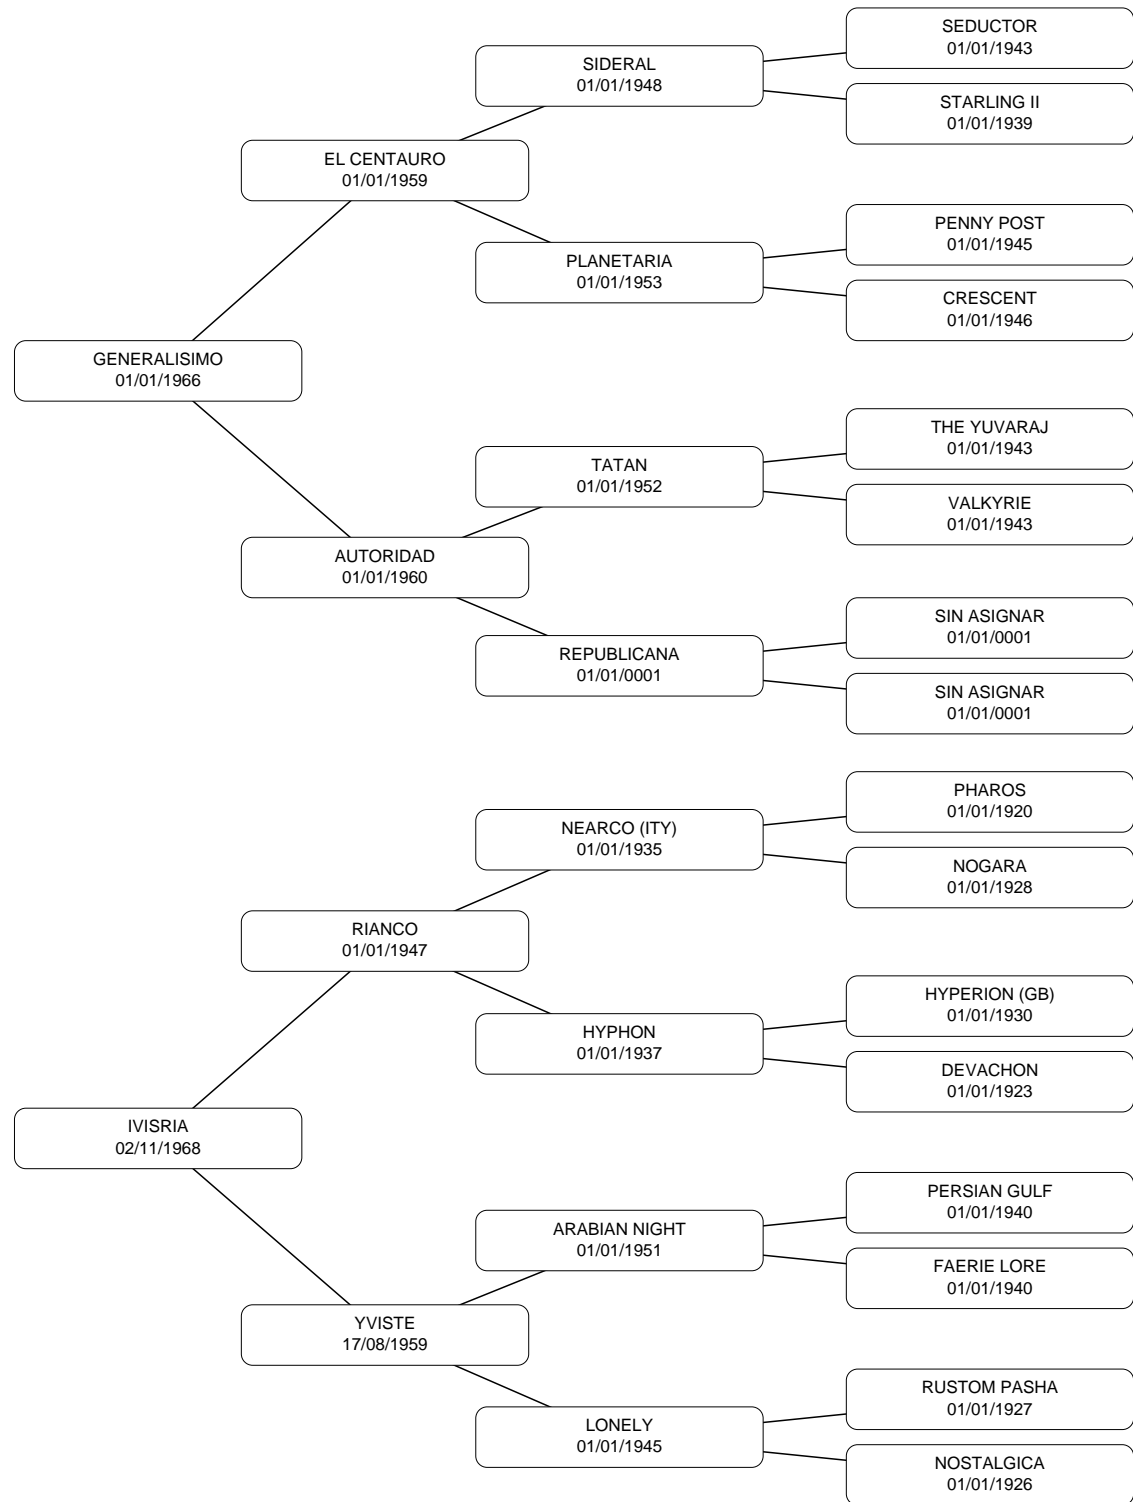 SEDUCTOR
01/01/1943
SIDERAL
01/01/1948
STARLING II
01/01/1939
EL CENTAURO
01/01/1959
PENNY POST
01/01/1945
PLANETARIA
01/01/1953
CRESCENT
01/01/1946
GENERALISIMO
01/01/1966
THE YUVARAJ
01/01/1943
TATAN
01/01/1952
VALKYRIE
01/01/1943
AUTORIDAD
01/01/1960
SIN ASIGNAR
01/01/0001
REPUBLICANA
01/01/0001
SIN ASIGNAR
01/01/0001
PHAROS
01/01/1920
NEARCO (ITY)
01/01/1935
NOGARA
01/01/1928
RIANCO
01/01/1947
HYPERION (GB)
01/01/1930
HYPHON
01/01/1937
DEVACHON
01/01/1923
IVISRIA
02/11/1968
PERSIAN GULF
01/01/1940
ARABIAN NIGHT
01/01/1951
FAERIE LORE
01/01/1940
YVISTE
17/08/1959
RUSTOM PASHA
01/01/1927
LONELY
01/01/1945
NOSTALGICA
01/01/1926